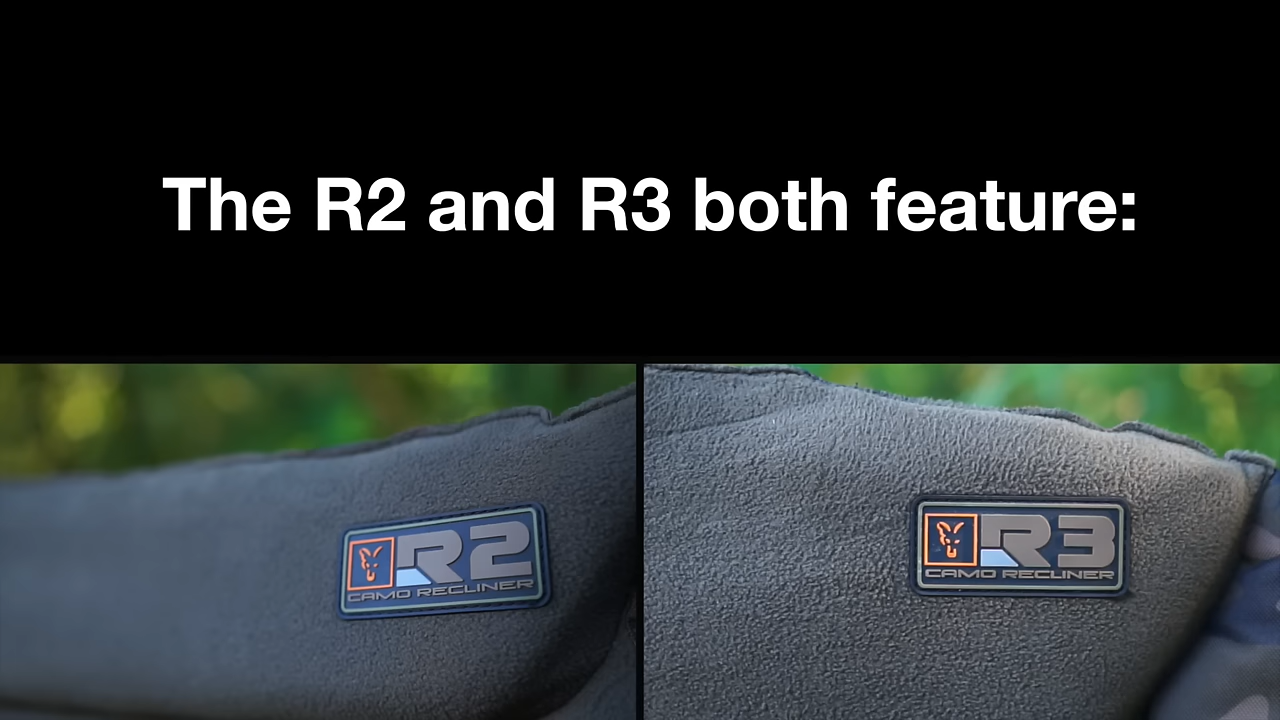 The R2 and R3 both feature:
R2
CAMO RECLINER
R3
CAMO RECLINER